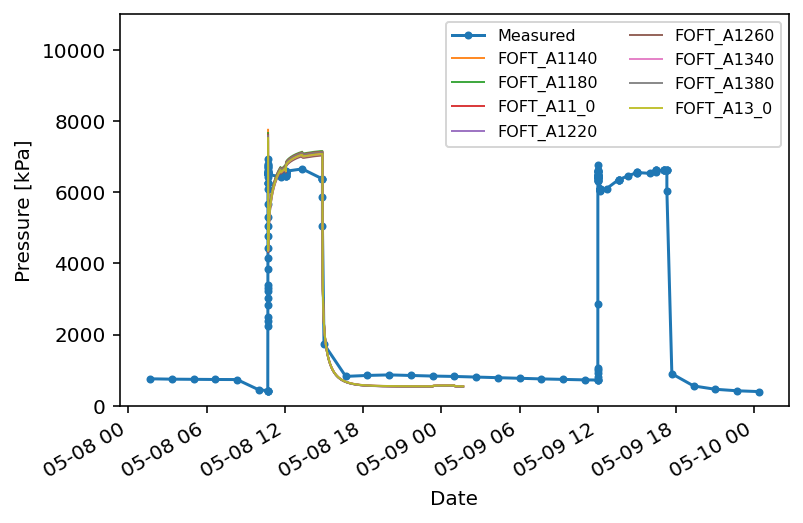 Pressure [kPa]
10000
8000
6000
4000
2000
0
Measured
FOFT_A1140
FOFT_A1180
FOFT_A11_0
FOFT_A1220
FOFT_A1260
FOFT_A1340
FOFT_A1380
FOFT_A13_0
05-08 00
05-08 06
05-08 12
05-08 18
05-09 00
05-09 06
05-09 12
05-09 18
05-10 00
Date